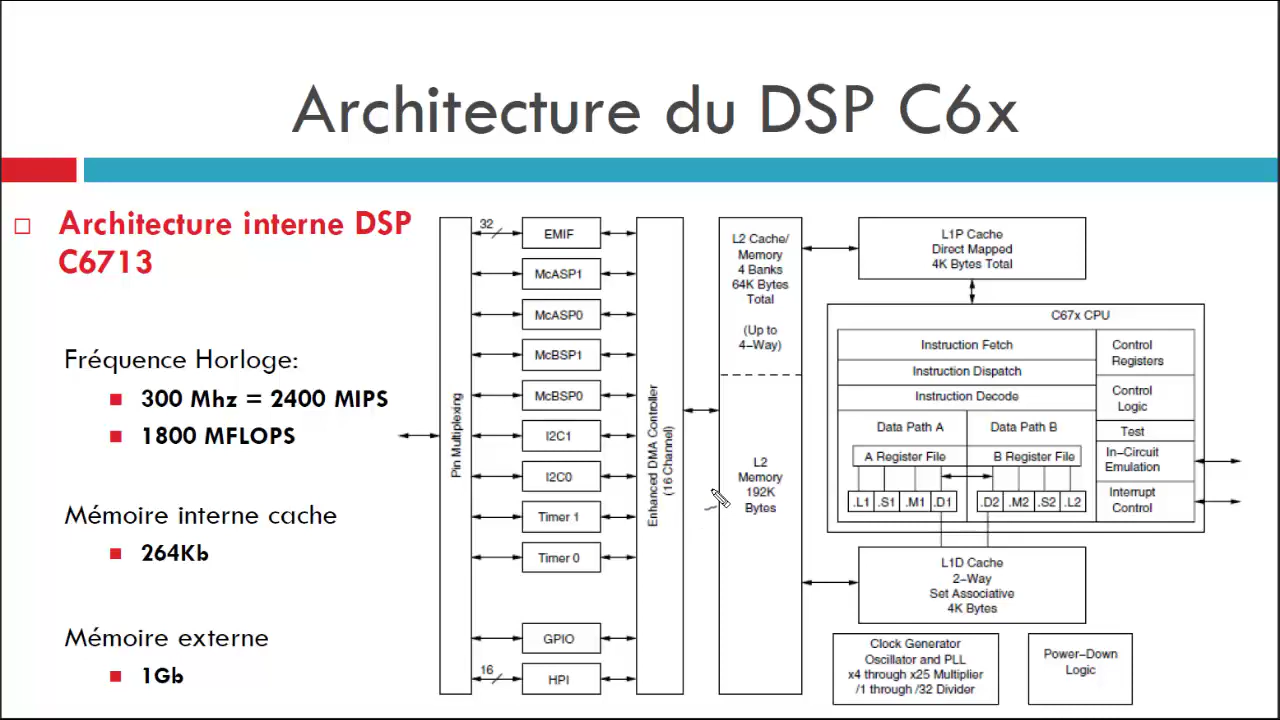 Architecture du DSP C6x
Architecture interne DSP
C6713
Fréquence Horloge:
300 Mhz = 2400 MIPS
1800 MFLOPS
Mémoire interne cache
264Kb
Mémoire externe
1Gb
Pin Multiplexing
32
EMIF
McASP1
McASP0
McBSP1
McBSP0
I2C1
I2C0
Timer 1
Timer 0
GPIO
16
HPI
Enhanced DMA Controller
(16 Channel)
L2 Cache/
Memory
4 Banks
64K Bytes
Total
(Up to
4-Way)
L2
Memory
192K
Bytes
L1P Cache
Direct Mapped
4K Bytes Total
C67x CPU
Instruction Fetch
Instruction Dispatch
Instruction Decode
Data Path A
Data Path B
A Register File
B Register File
.L1 .S1 .M1 .D1
.D2 .M2 .S2 .L2
Control
Registers
Control
Logic
Test
In-Circuit
Emulation
Interrupt
Control
L1D Cache
2-Way
Set Associative
4K Bytes
Clock Generator
Oscillator and PLL
x4 through x25 Multiplier
/1 through /32 Divider
Power-Down
Logic